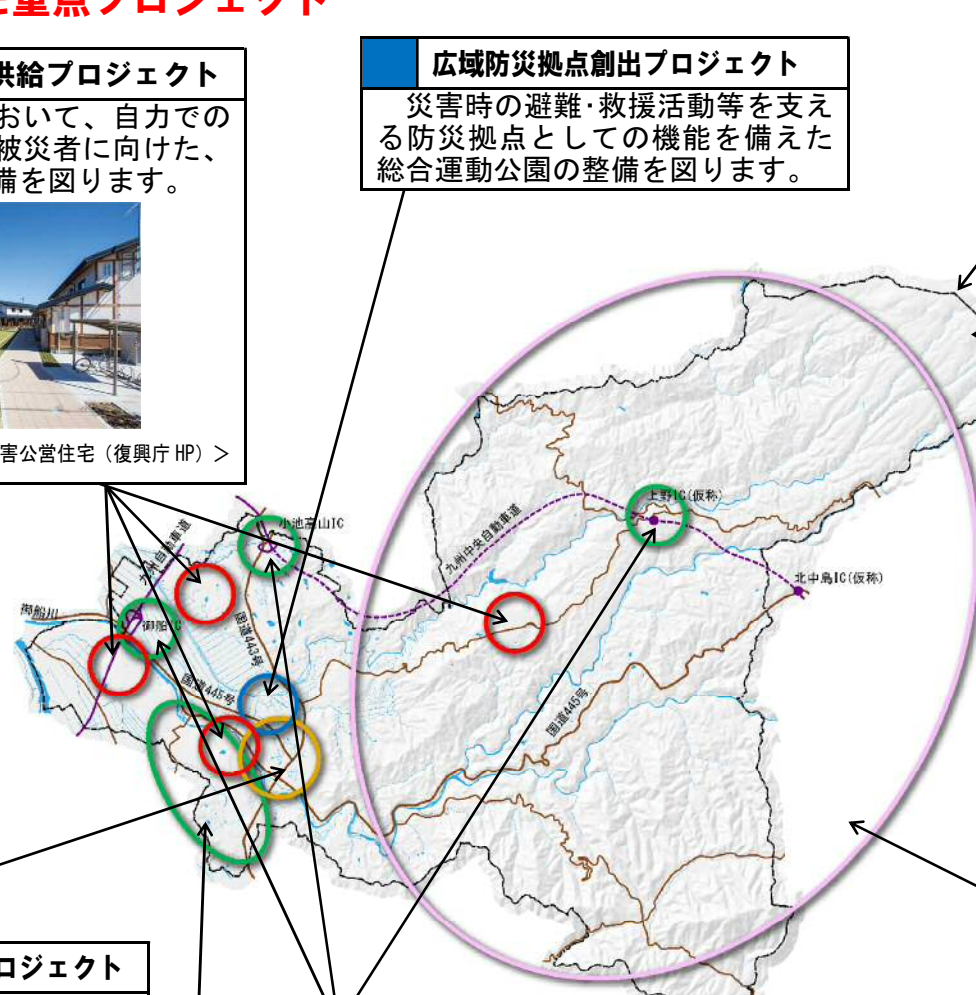 重点プロジェクト
供給プロジェクト
おいて、自力での
被災者に向けた、
備を図ります。
害公営住宅（復興庁HP）＞
広域防災拠点創出プロジェクト
災害時の避難・救援活動等を支え
る防災拠点としての機能を備えた
総合運動公園の整備を図ります。
上野IC(仮称)
小池高山IC
九州自動車道
九州中央自動車道
北中島IC(仮称)
御船川
御船IC
国道443号
国道445号
国道445号
ロジェクト